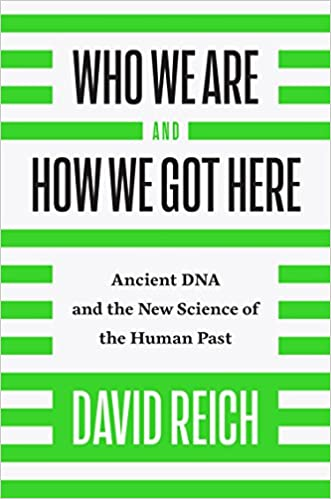 WHO WE ARE
AND
HOW WE GOT HERE
Ancient DNA
and the New Science of
the Human Past
DAVID REICH